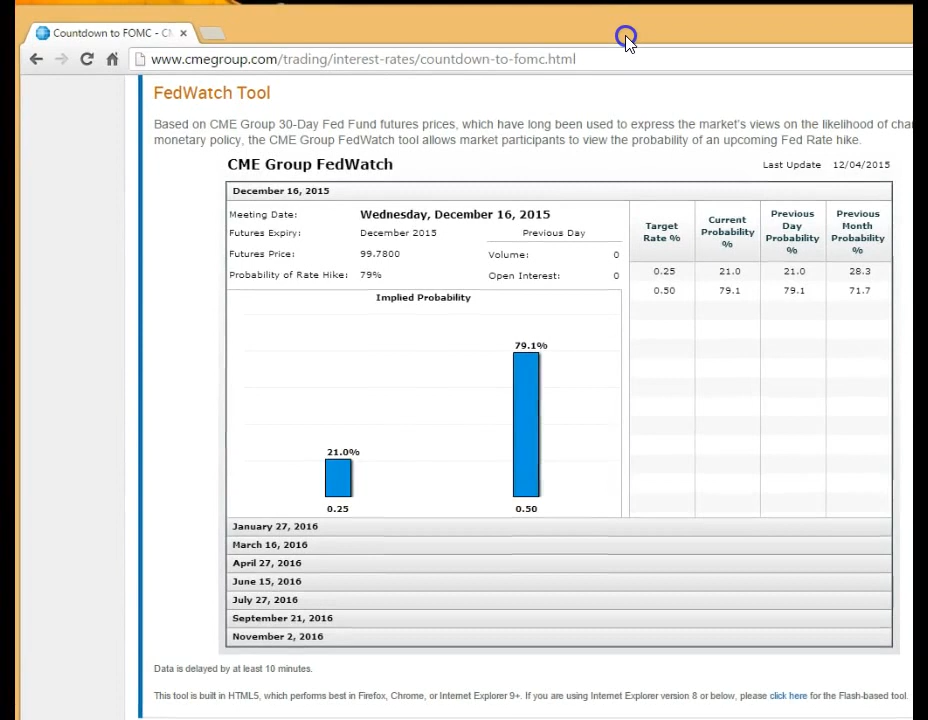 Countdown to FOMC - CM
www.cmegroup.com/trading/interest-rates/countdown-to-fomc.html
FedWatch Tool
Based on CME Group 30-Day Fed Fund futures prices, which have long been used to express the market's views on the likelihood of
monetary policy, the CME Group FedWatch tool allows market participants to view the probability of an upcoming Fed Rate hike.
CME Group FedWatch
Last Update 12/04/2015
December 16, 2015
Meeting Date: Wednesday, December 16, 2015
Futures Expiry: December 2015 Previous Day
Futures Price: 99.7800 Volume: 0
Probability of Rate Hike: 79% Open Interest: 0
Target Rate % Current Probability % Previous Day Probability % Previous Month Probability %
0.25 21.0 21.0 28.3
0.50 79.1 79.1 71.7
Implied Probability
79.1%
21.0%
0.25 0.50
January 27, 2016
March 16, 2016
April 27, 2016
June 15, 2016
July 27, 2016
September 21, 2016
November 2, 2016
Data is delayed by at least 10 minutes.
This tool is built in HTML5, which performs best in Firefox, Chrome, or Internet Explorer 9+. If you are using Internet Explorer version 8 or below, please click here for the Flash-based tool.